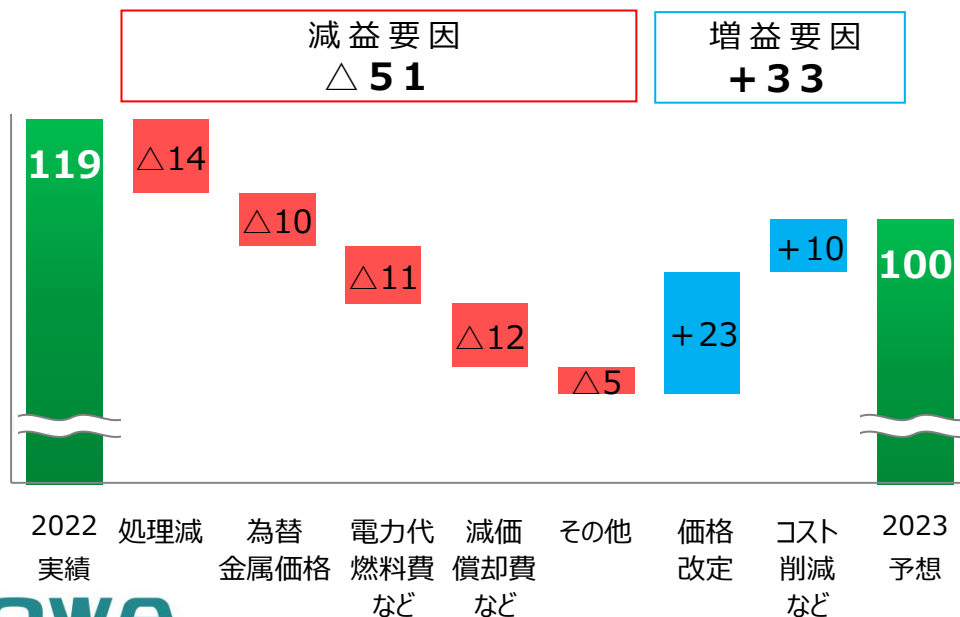 減益要因
△51
増益要因
+33
119
△14
△10
△11
△12
△5
+23
+10
100
2022
実績
処理減
為替
金属価格
電力代
燃料費
など
減価
償却費
など
その他
価格
改定
コスト
削減
など
2023
予想